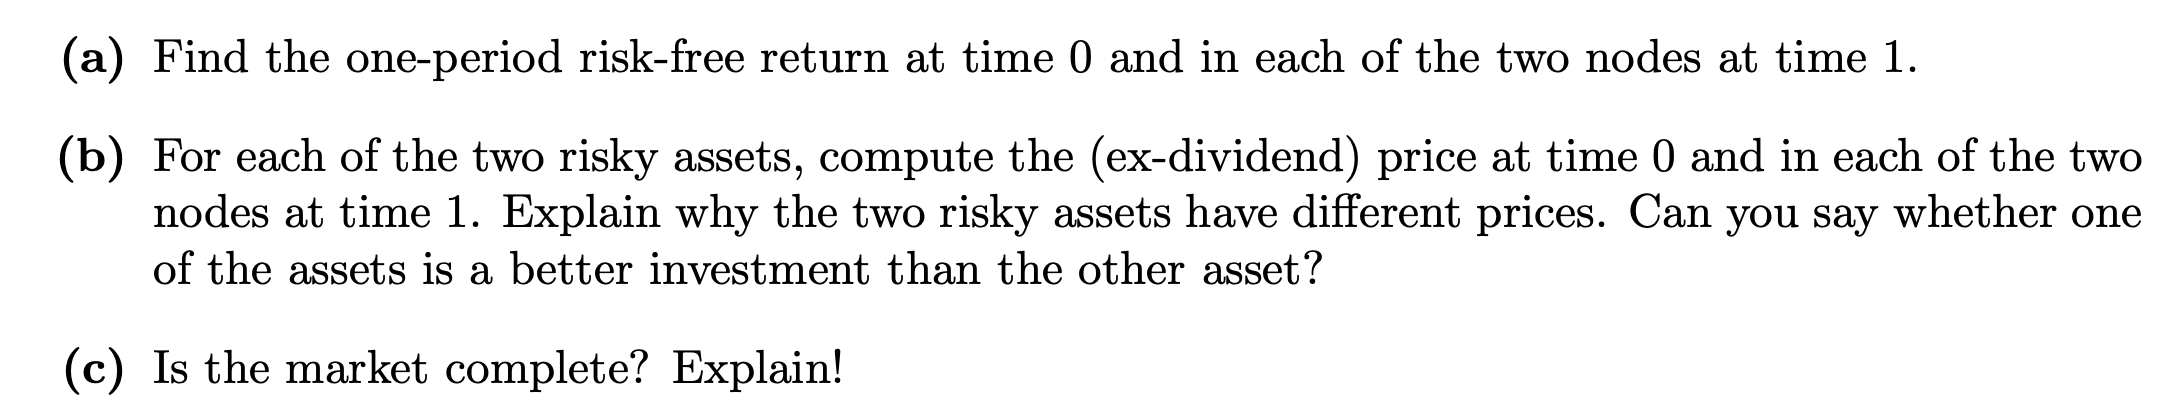 (a) Find the one-period risk-free return at time 0 and in each of the two nodes at time 1.
(b) For each of the two risky assets, compute the (ex-dividend) price at time 0 and in each of the two
nodes at time 1. Explain why the two risky assets have different prices. Can you say whether one
of the assets is a better investment than the other asset?
(c) Is the market complete? Explain!